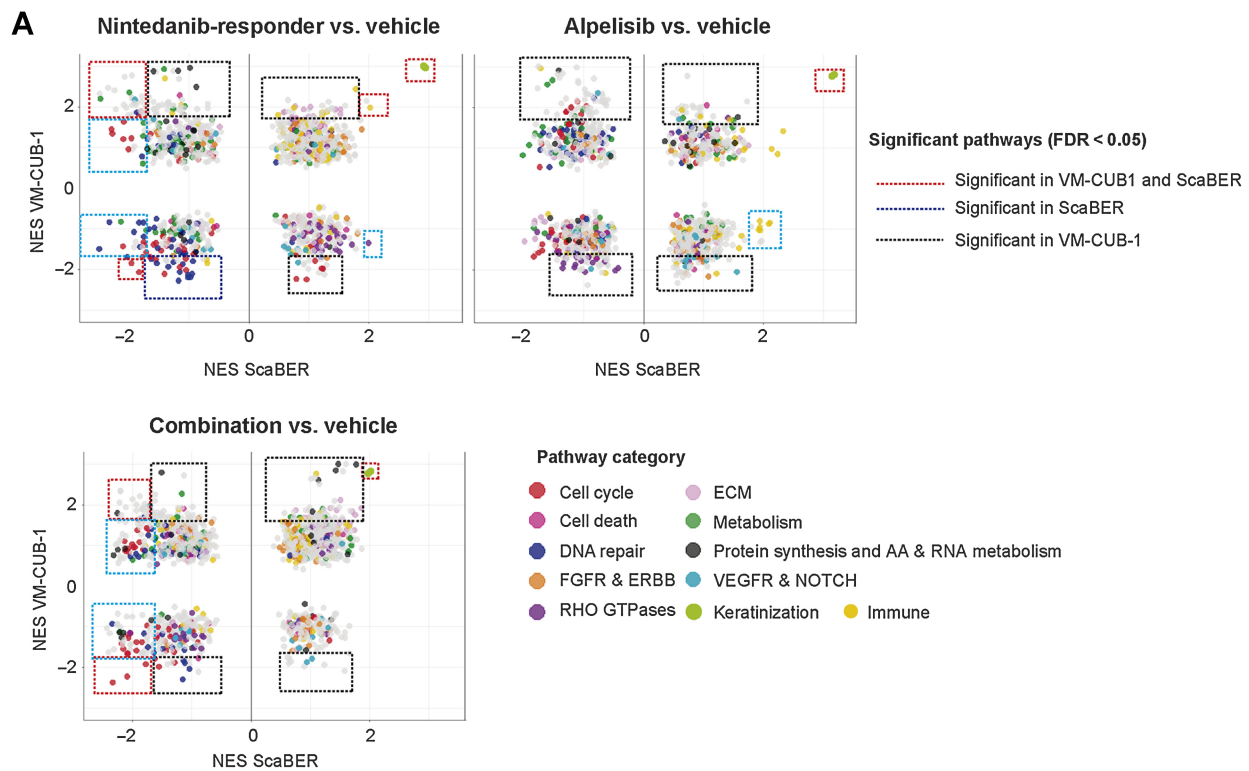 A
Nintedanib-responder vs. vehicle
Alpelisib vs. vehicle
NES VM-CUB-1
2
0
−2
−2
0
2
−2
0
2
NES ScaBER
NES ScaBER
Significant pathways (FDR < 0.05)
Significant in VM-CUB1 and ScaBER
Significant in ScaBER
Significant in VM-CUB-1
Combination vs. vehicle
NES VM-CUB-1
2
0
−2
−2
0
2
NES ScaBER
Pathway category
Cell cycle
Cell death
DNA repair
FGFR & ERBB
RHO GTPases
ECM
Metabolism
Protein synthesis and AA & RNA metabolism
VEGFR & NOTCH
Keratinization
Immune